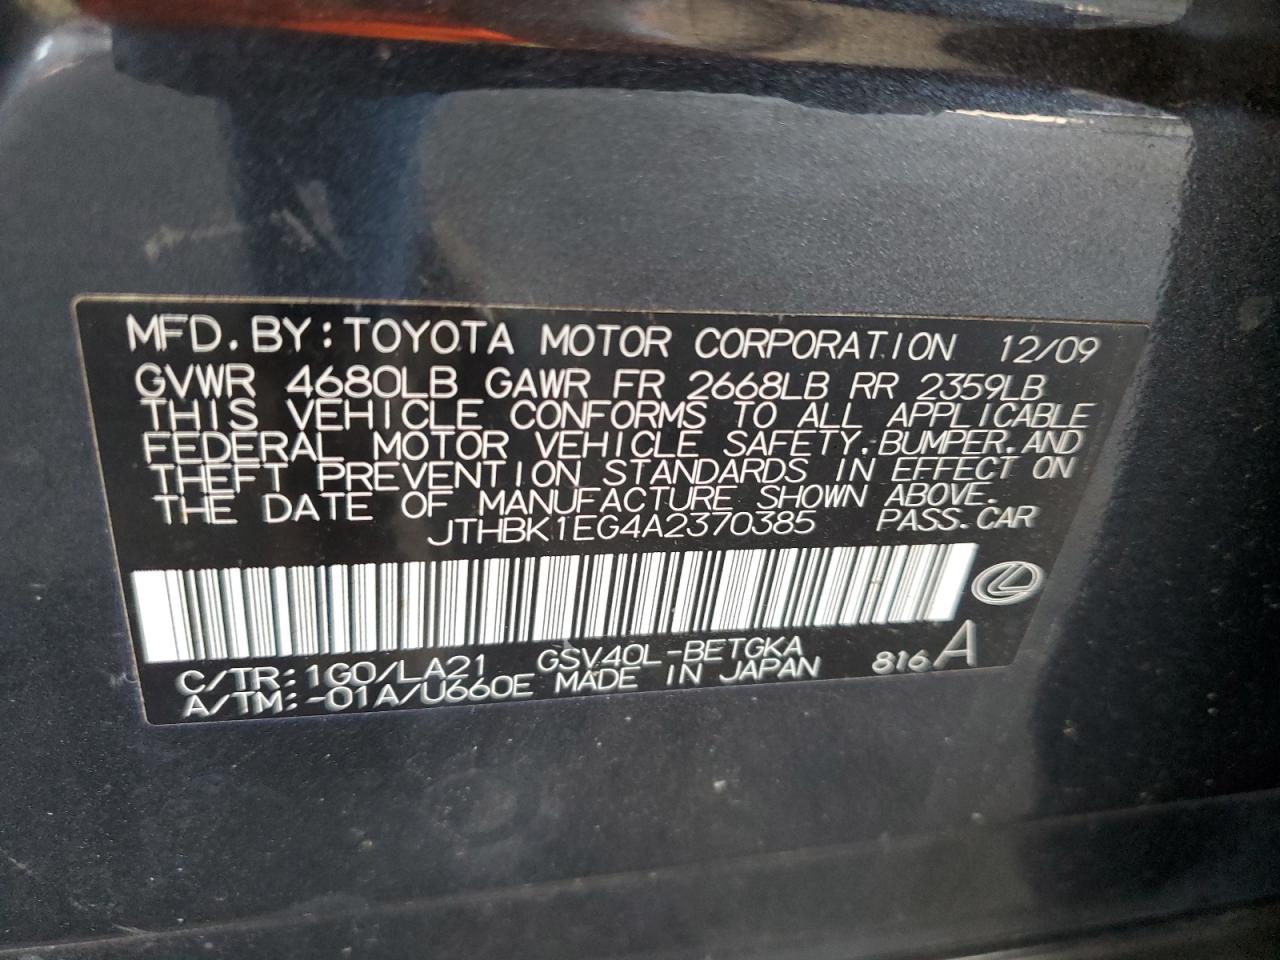 MFD. BY: TOYOTA MOTOR CORPORATION 12/09
GVWR 4680LB GAWR FR 2668LB RR 2359LB
THIS VEHICLE CONFORMS TO ALL APPLICABLE
FEDERAL MOTOR VEHICLE SAFETY, BUMPER, AND
THEFT PREVENTION STANDARDS IN EFFECT ON
THE DATE OF MANUFACTURE SHOWN ABOVE.
JTHBK1EG4A2370385 PASS. CAR
C/TR: 1G0/LA21 GSV40L-BETGKA
A/TM: -01A/U660E MADE IN JAPAN 816A